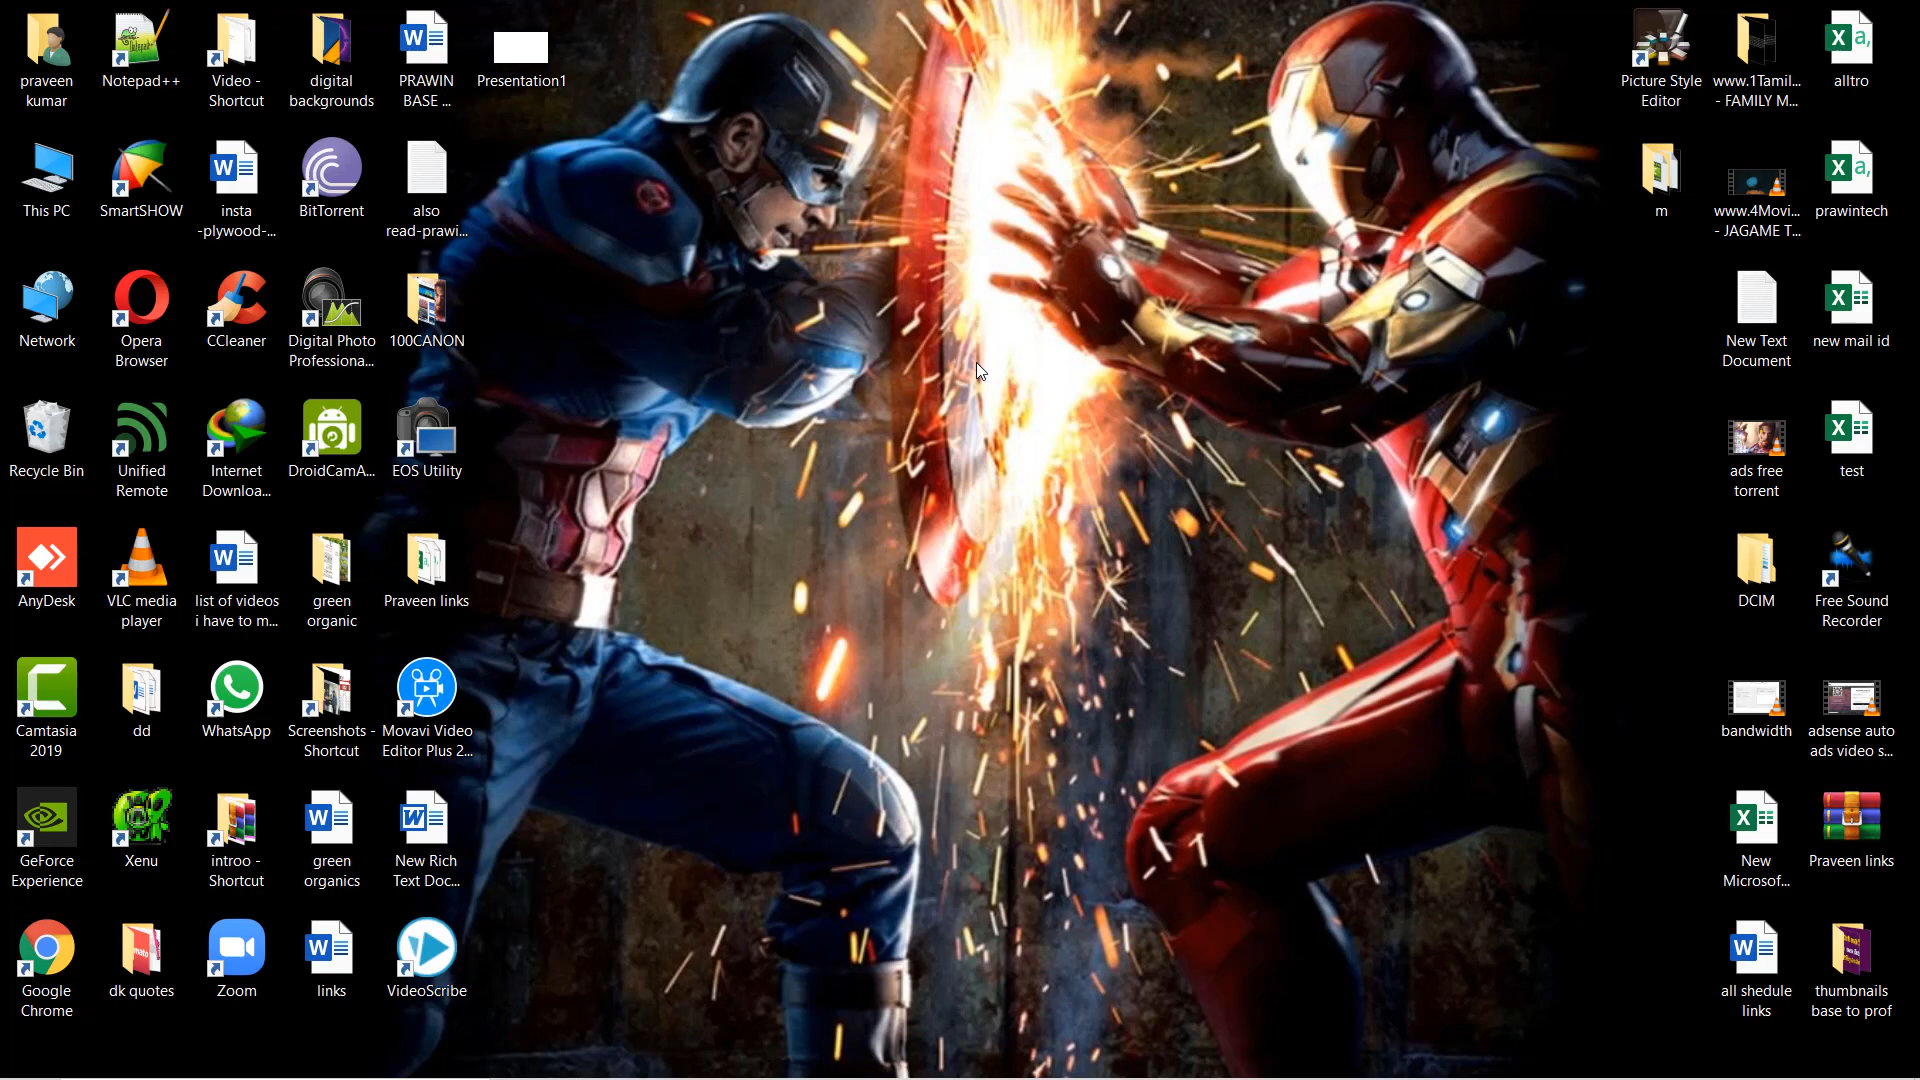 praveen
kumar
Notepad++
Video -
Shortcut
digital
backgrounds
PRAWIN
BASE ...
Presentation1
Picture Style
Editor
www.1Tamil...
- FAMILY M...
alltro
This PC
SmartSHOW
insta
-plywood-...
BitTorrent
also
read-prawi...
m
www.4Movi...
- JAGAME T...
prawintech
Network
Opera
Browser
CCleaner
Digital Photo
Professiona...
100CANON
New Text
Document
new mail id
Recycle Bin
Unified
Remote
Internet
Downloa...
DroidCamA...
EOS Utility
ads free
torrent
test
AnyDesk
VLC media
player
list of videos
i have to m...
green
organic
Praveen links
DCIM
Free Sound
Recorder
Camtasia
2019
dd
WhatsApp
Screenshots -
Shortcut
Movavi Video
Editor Plus 2...
bandwidth
adsense auto
ads video s...
GeForce
Experience
Xenu
introo -
Shortcut
green
organics
New Rich
Text Doc...
New
Microsof...
Praveen links
Google
Chrome
dk quotes
Zoom
links
VideoScribe
all shedule
links
thumbnails
base to prof